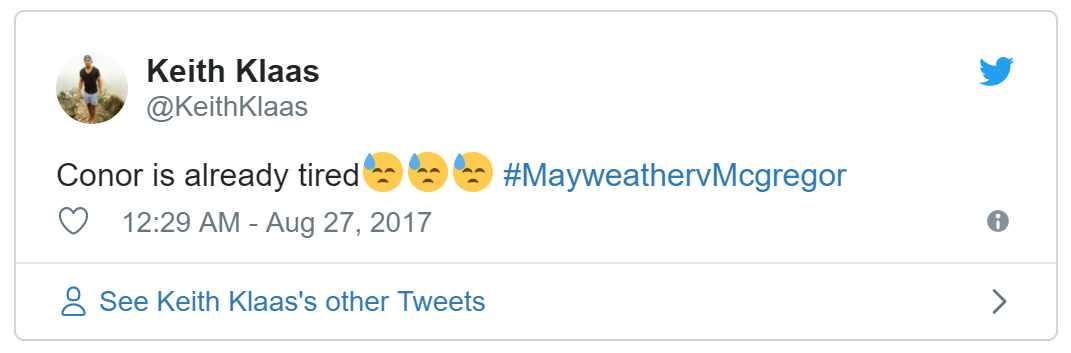 Keith Klaas
@KeithKlaas
Conor is already tired😓😓😓 #MayweathervMcgregor
12:29 AM - Aug 27, 2017
See Keith Klaas's other Tweets